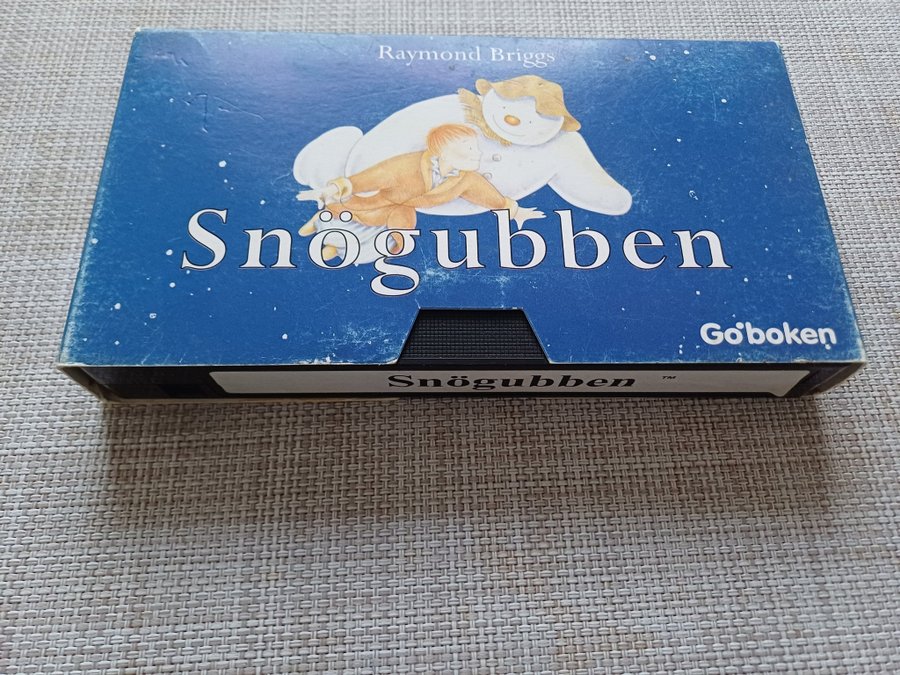 Raymond Briggs
Snögubben
Go'boken
Snögubben ™